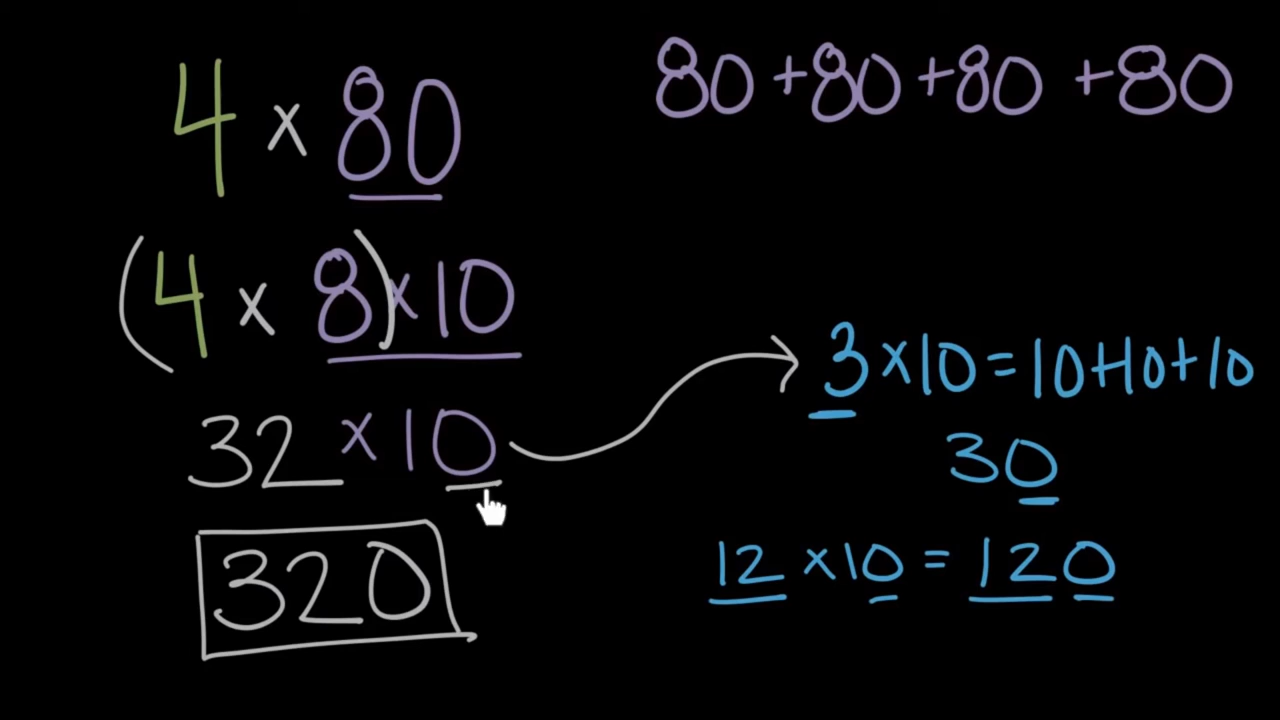 4 × 80
(4 × 8) × 10
32 × 10
320
80 + 80 + 80 + 80
3 × 10 = 10 + 10 + 10
30
12 × 10 = 120